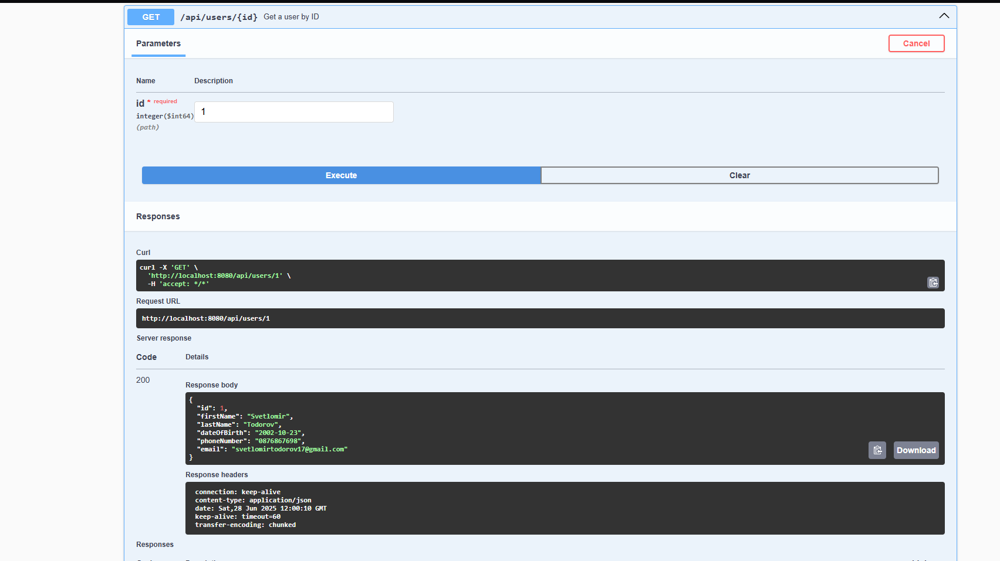 GET /api/users/{id} Get a user by ID
Parameters
Cancel
Name Description
id * required
integer($int64)
(path)
1
Execute Clear
Responses
Curl
curl -X 'GET' \
'http://localhost:8080/api/users/1' \
-H 'accept: */*'
Request URL
http://localhost:8080/api/users/1
Server response
Code Details
200
Response body
{
"id": 1,
"firstName": "Svetlomir",
"lastName": "Todorov",
"dateOfBirth": "2002-10-23",
"phoneNumber": "0876867698",
"email": "svetlomirtodorov17@gmail.com"
}
Download
Response headers
connection: keep-alive
content-type: application/json
date: Sat,28 Jun 2025 12:00:10 GMT
keep-alive: timeout=60
transfer-encoding: chunked
Responses